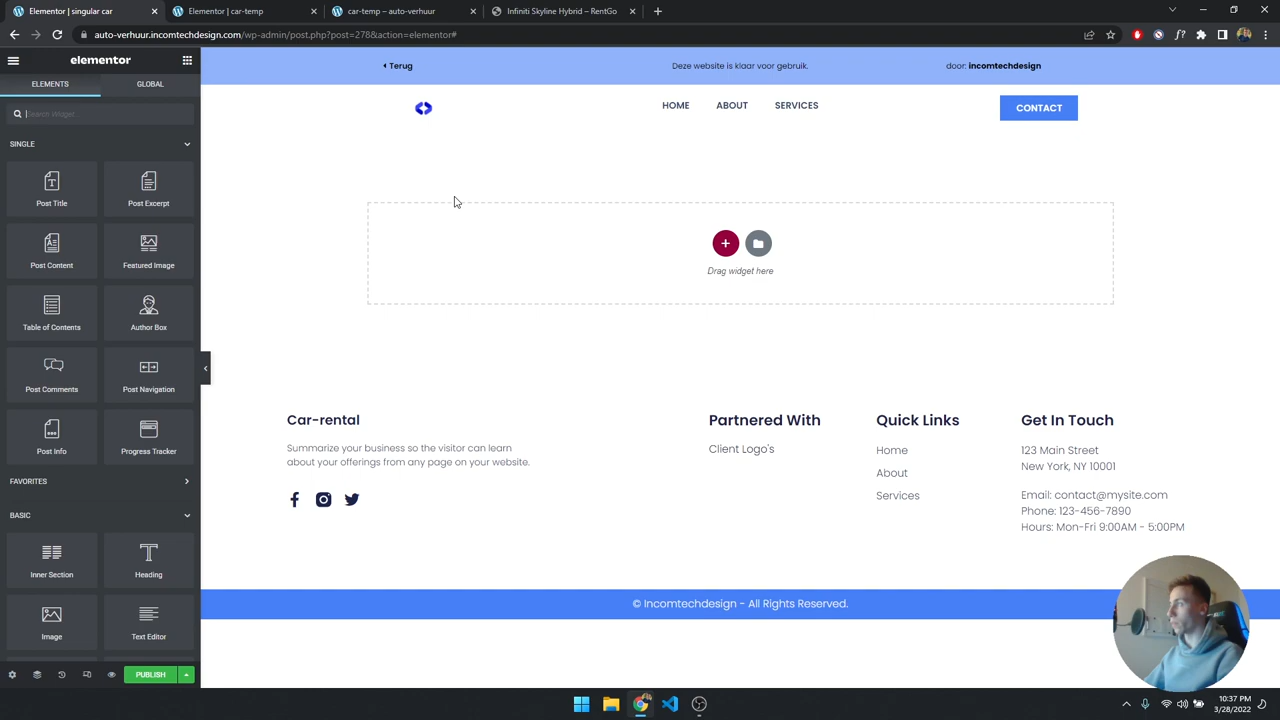 Elementor | car-rental
Elementor | car-temp
car-temp – auto-verhuur
Infiniti Skyline Hybrid – RentGo
auto-verhuur.incomtechdesign.com/wp-admin/post.php?post=278&action=elementor#
elementor
ELEMENTS
GLOBAL
Search Widget...
SINGLE
Post Title
Post Excerpt
Post Content
Featured Image
Table of Contents
Author Box
Post Comments
Post Navigation
Post Info
Progress Tracker
FAVORITES
BASIC
Inner Section
Heading
Image
Text Editor
PUBLISH
Terug
Deze website is klaar voor gebruik.
door: incomtechdesign
HOME
ABOUT
SERVICES
CONTACT
Drag widget here
Car-rental
Summarize your business so the visitor can learn
about your offerings from any page on your website.
Partnered With
Client Logo's
Quick Links
Home
About
Services
Get In Touch
123 Main Street
New York, NY 10001
Email: contact@mysite.com
Phone: 123-456-7890
Hours: Mon-Fri 9:00AM - 5:00PM
© Incomtechdesign - All Rights Reserved.
10:37 PM
3/28/2022